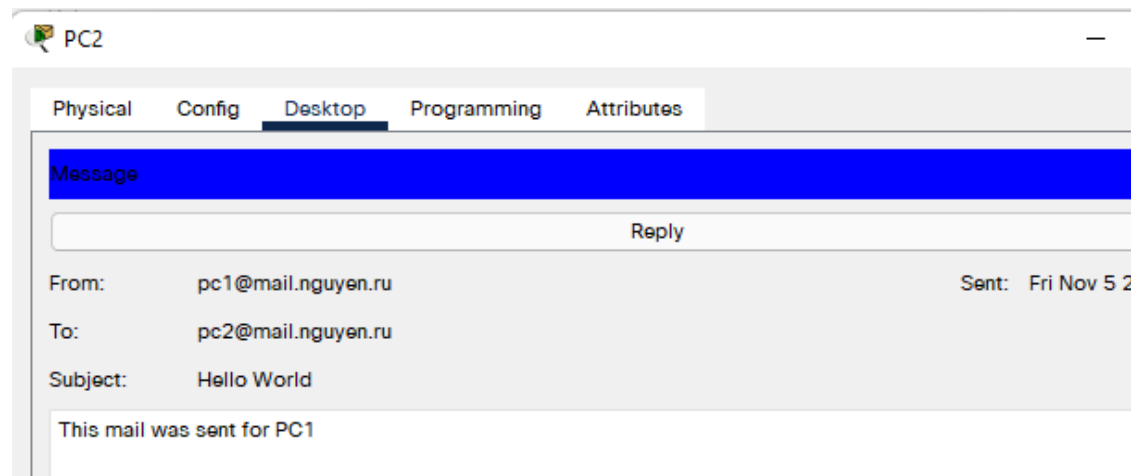 PC2
Physical Config Desktop Programming Attributes
Message
Reply
From: pc1@mail.nguyen.ru Sent: Fri Nov 5 2
To: pc2@mail.nguyen.ru
Subject: Hello World
This mail was sent for PC1